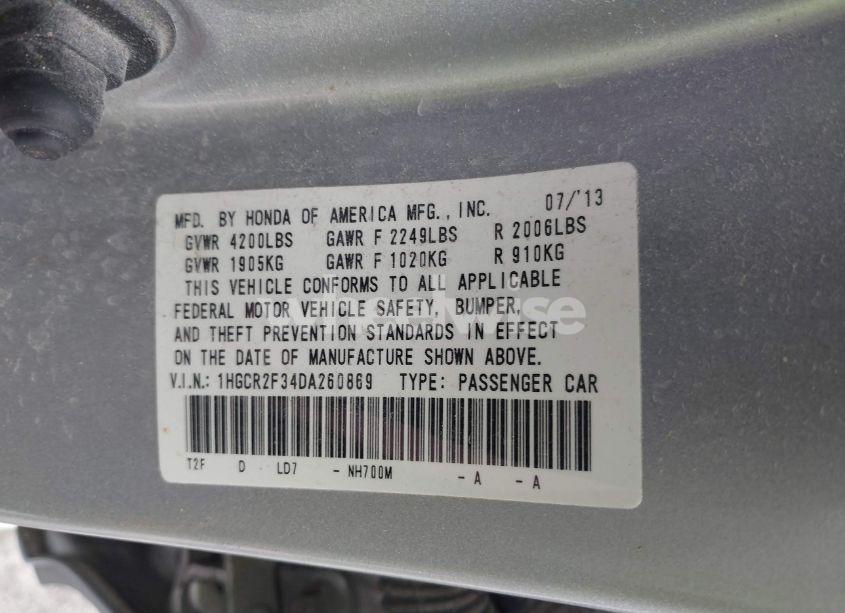 MFD. BY HONDA OF AMERICA MFG., INC. 07/'13
GVWR 4200LBS GAWR F 2249LBS R 2006LBS
GVWR 1905KG GAWR F 1020KG R 910KG
THIS VEHICLE CONFORMS TO ALL APPLICABLE
FEDERAL MOTOR VEHICLE SAFETY, BUMPER,
AND THEFT PREVENTION STANDARDS IN EFFECT
ON THE DATE OF MANUFACTURE SHOWN ABOVE.
V.I.N.: 1HGCR2F34DA260869 TYPE: PASSENGER CAR
T2F D LD7 - NH700M - A - A